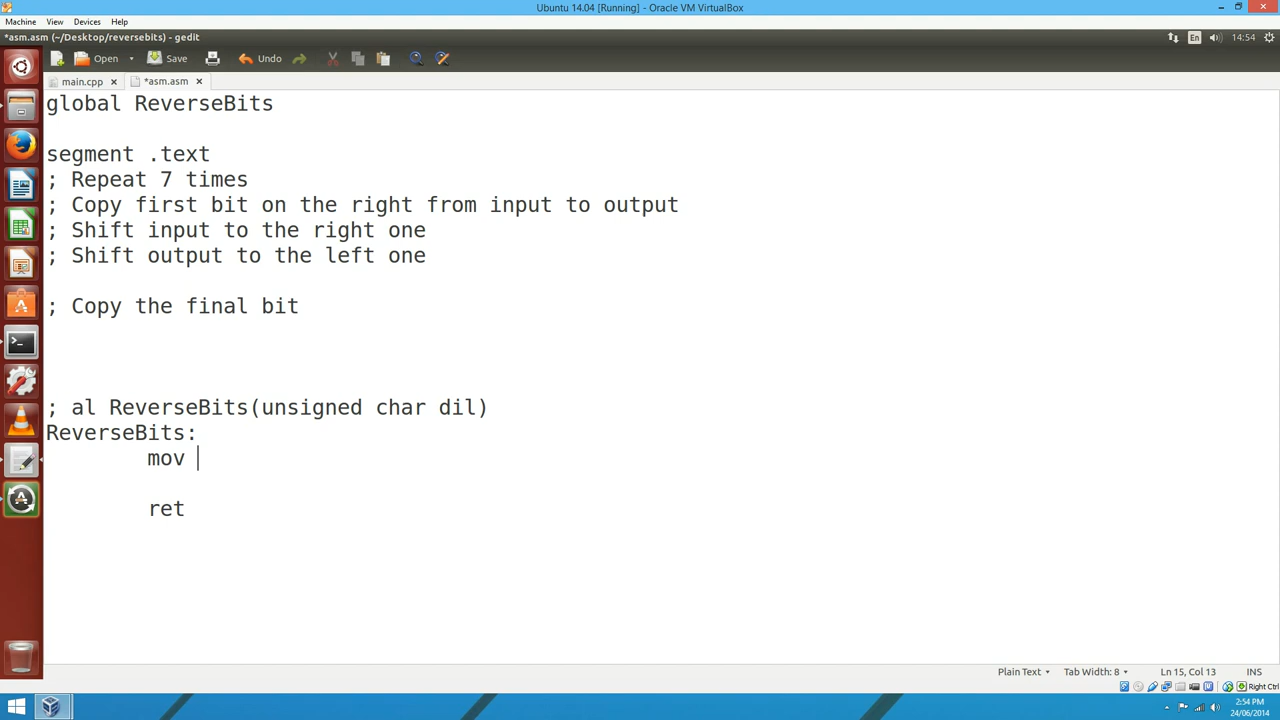 Ubuntu 14.04 [Running] - Oracle VM VirtualBox
Machine View Devices Help
*asm.asm (~/Desktop/reversebits) - gedit
En 14:54
Open Save Undo
main.cpp *asm.asm
global ReverseBits
segment .text
; Repeat 7 times
; Copy first bit on the right from input to output
; Shift input to the right one
; Shift output to the left one
; Copy the final bit
; al ReverseBits(unsigned char dil)
ReverseBits:
mov
ret
Plain Text Tab Width: 8 Ln 15, Col 13 INS
Right Ctrl
2:54 PM
24/06/2014